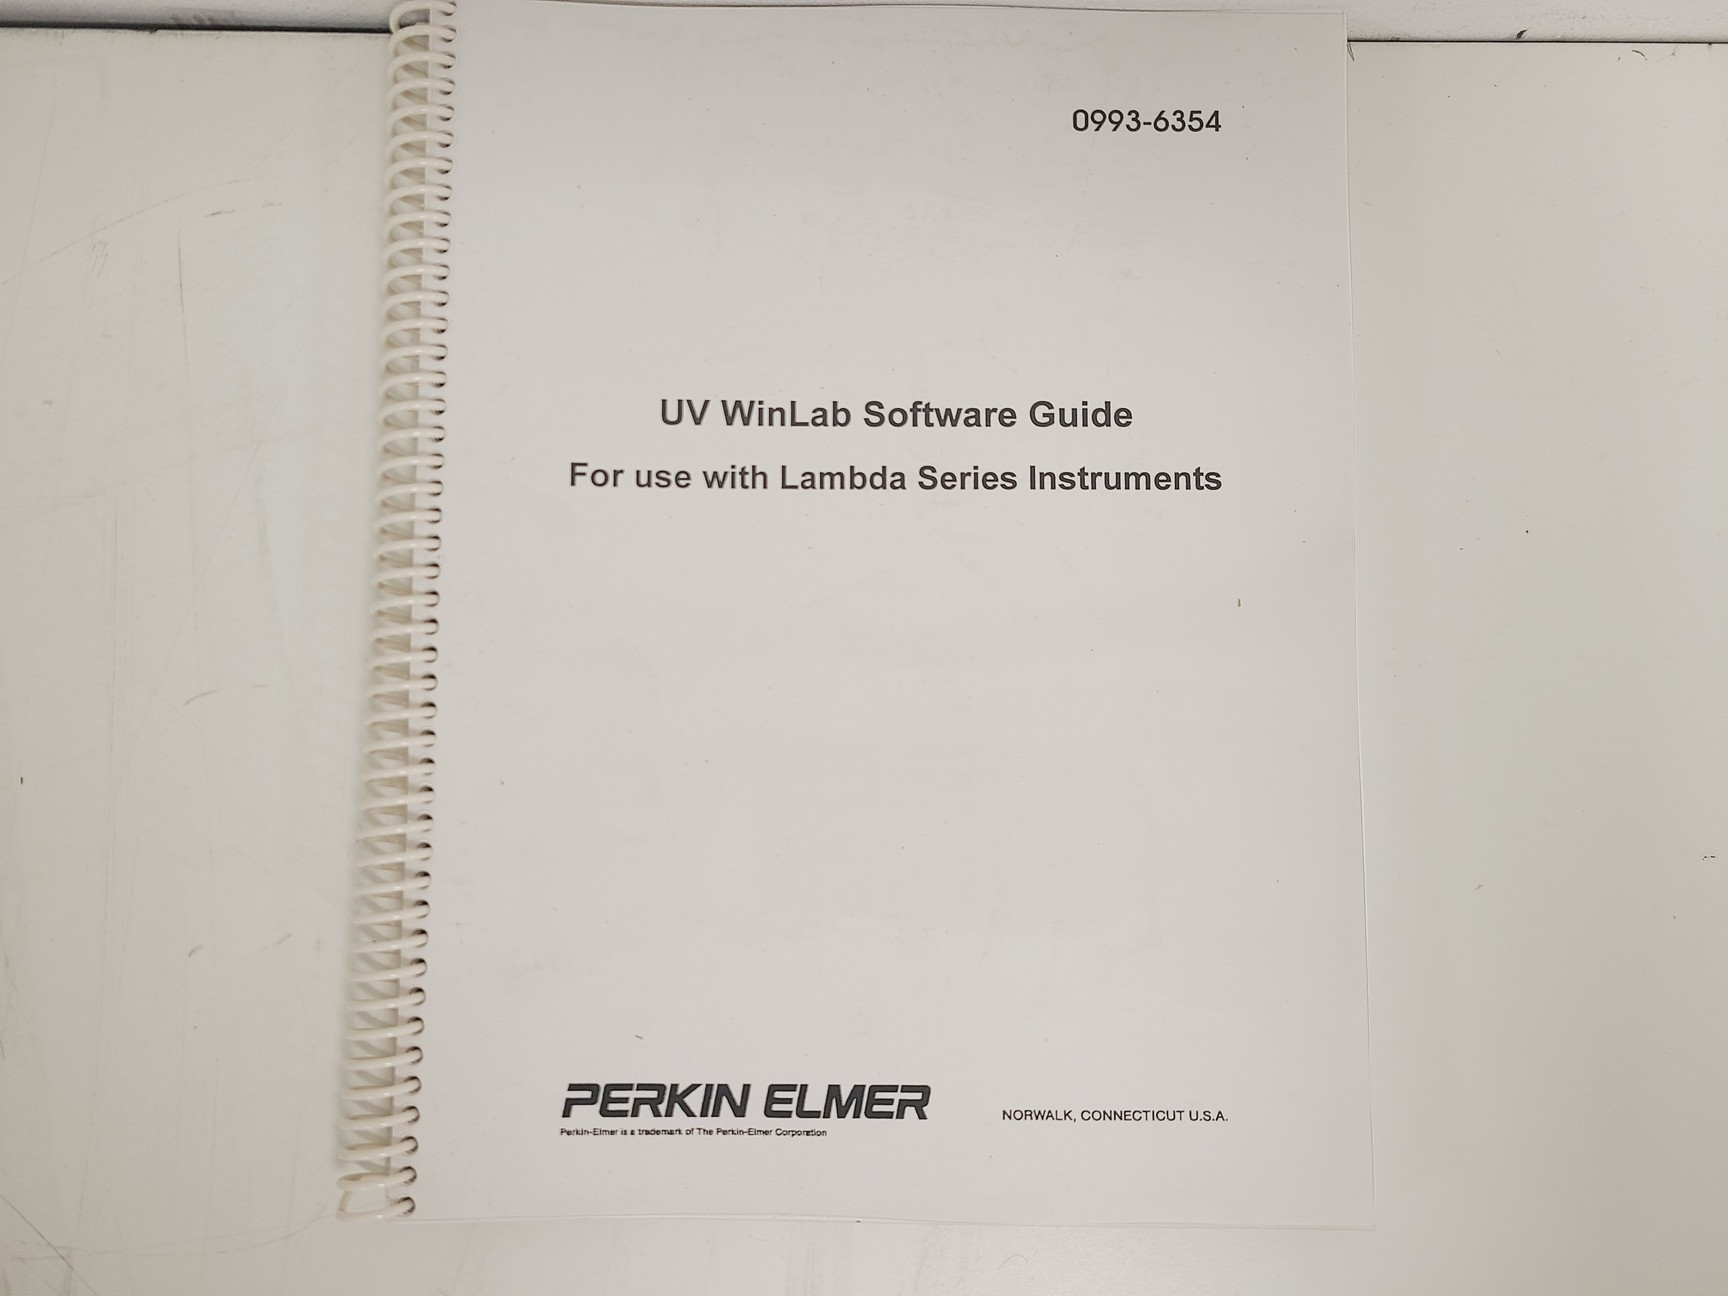 0993-6354
UV WinLab Software Guide
For use with Lambda Series Instruments
PERKIN ELMER
Perkin-Elmer is a trademark of The Perkin-Elmer Corporation
NORWALK, CONNECTICUT U.S.A.